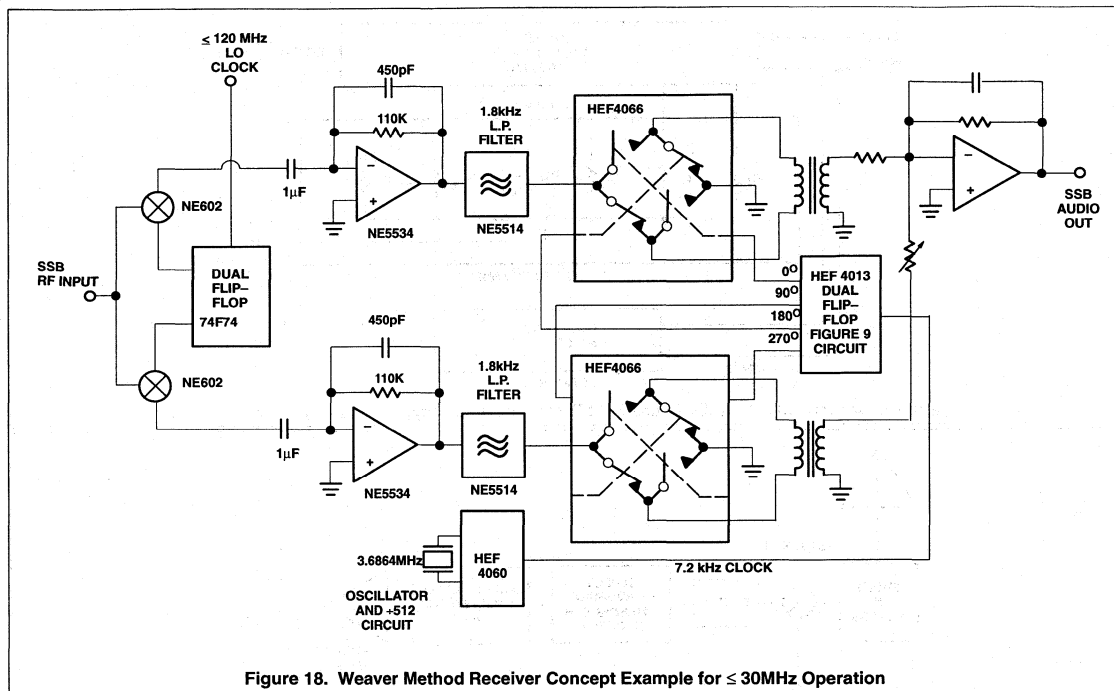 ≤ 120 MHz
LO
CLOCK
450pF
110K
1.8kHz
L.P.
FILTER
HEF4066
1µF
−
+
NE5534
NE5514
NE602
SSB
RF INPUT
DUAL
FLIP–
FLOP
74F74
NE602
450pF
110K
1.8kHz
L.P.
FILTER
HEF4066
1µF
−
+
NE5534
NE5514
0°
90°
180°
270°
HEF 4013
DUAL
FLIP–
FLOP
FIGURE 9
CIRCUIT
−
+
SSB
AUDIO
OUT
3.6864MHz
HEF
4060
OSCILLATOR
AND +512
CIRCUIT
7.2 kHz CLOCK
Figure 18. Weaver Method Receiver Concept Example for ≤ 30MHz Operation